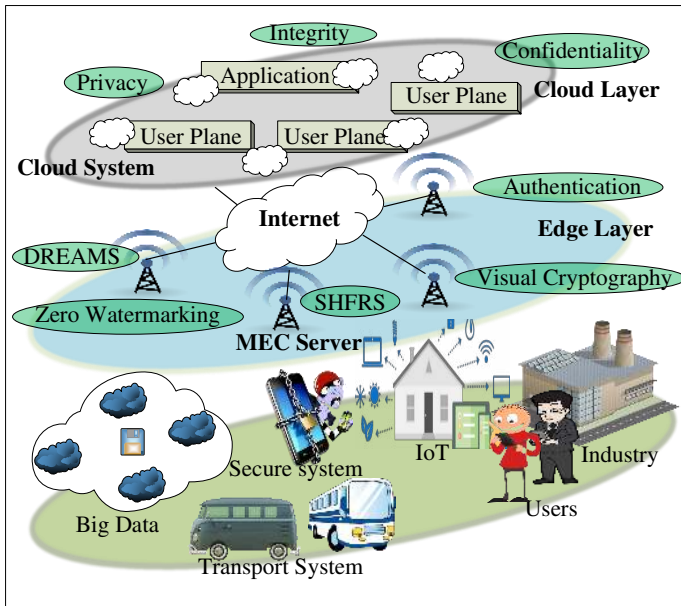 Integrity
Confidentiality
Privacy
Application
Cloud Layer
User Plane
User Plane
User Plane
Cloud System
Authentication
Internet
Edge Layer
DREAMS
Visual Cryptography
SHFRS
Zero Watermarking
MEC Server
Secure system
IoT
Industry
Users
Big Data
Transport System